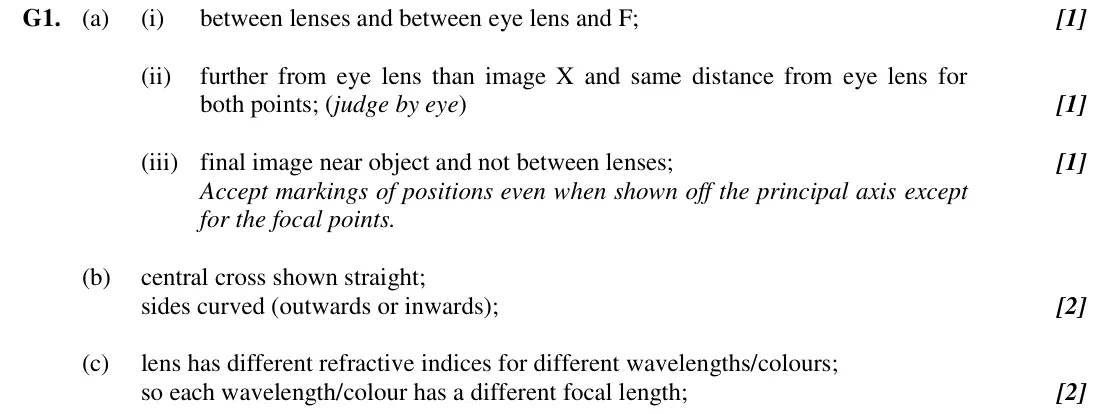 G1. (a) (i) between lenses and between eye lens and F; [1]
(ii) further from eye lens than image X and same distance from eye lens for
both points; (judge by eye) [1]
(iii) final image near object and not between lenses; [1]
Accept markings of positions even when shown off the principal axis except
for the focal points.
(b) central cross shown straight;
sides curved (outwards or inwards); [2]
(c) lens has different refractive indices for different wavelengths/colours;
so each wavelength/colour has a different focal length; [2]